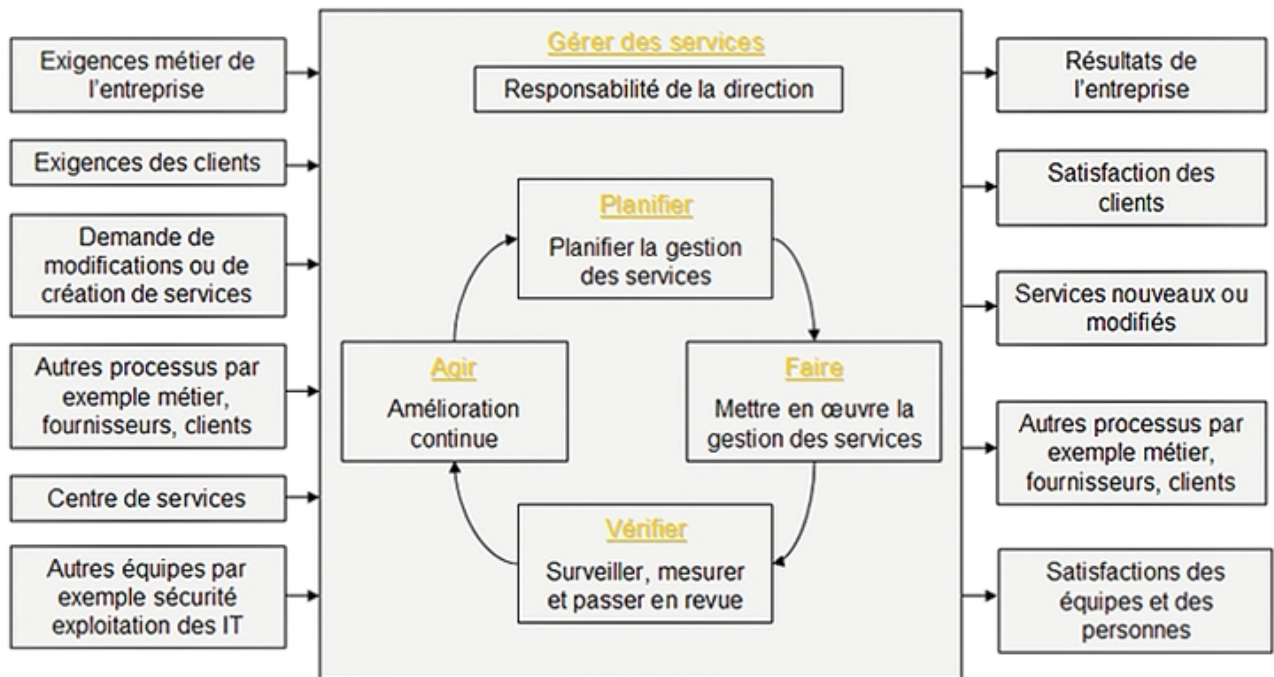 Exigences métier de
l'entreprise
Exigences des clients
Demande de
modifications ou de
création de services
Autres processus par
exemple métier,
fournisseurs, clients
Centre de services
Autres équipes par
exemple sécurité
exploitation des IT
Gérer des services
Responsabilité de la direction
Planifier
Planifier la gestion
des services
Agir
Amélioration
continue
Faire
Mettre en œuvre la
gestion des services
Vérifier
Surveiller, mesurer
et passer en revue
Résultats de
l'entreprise
Satisfaction des
clients
Services nouveaux ou
modifiés
Autres processus par
exemple métier,
fournisseurs, clients
Satisfactions des
équipes et des
personnes